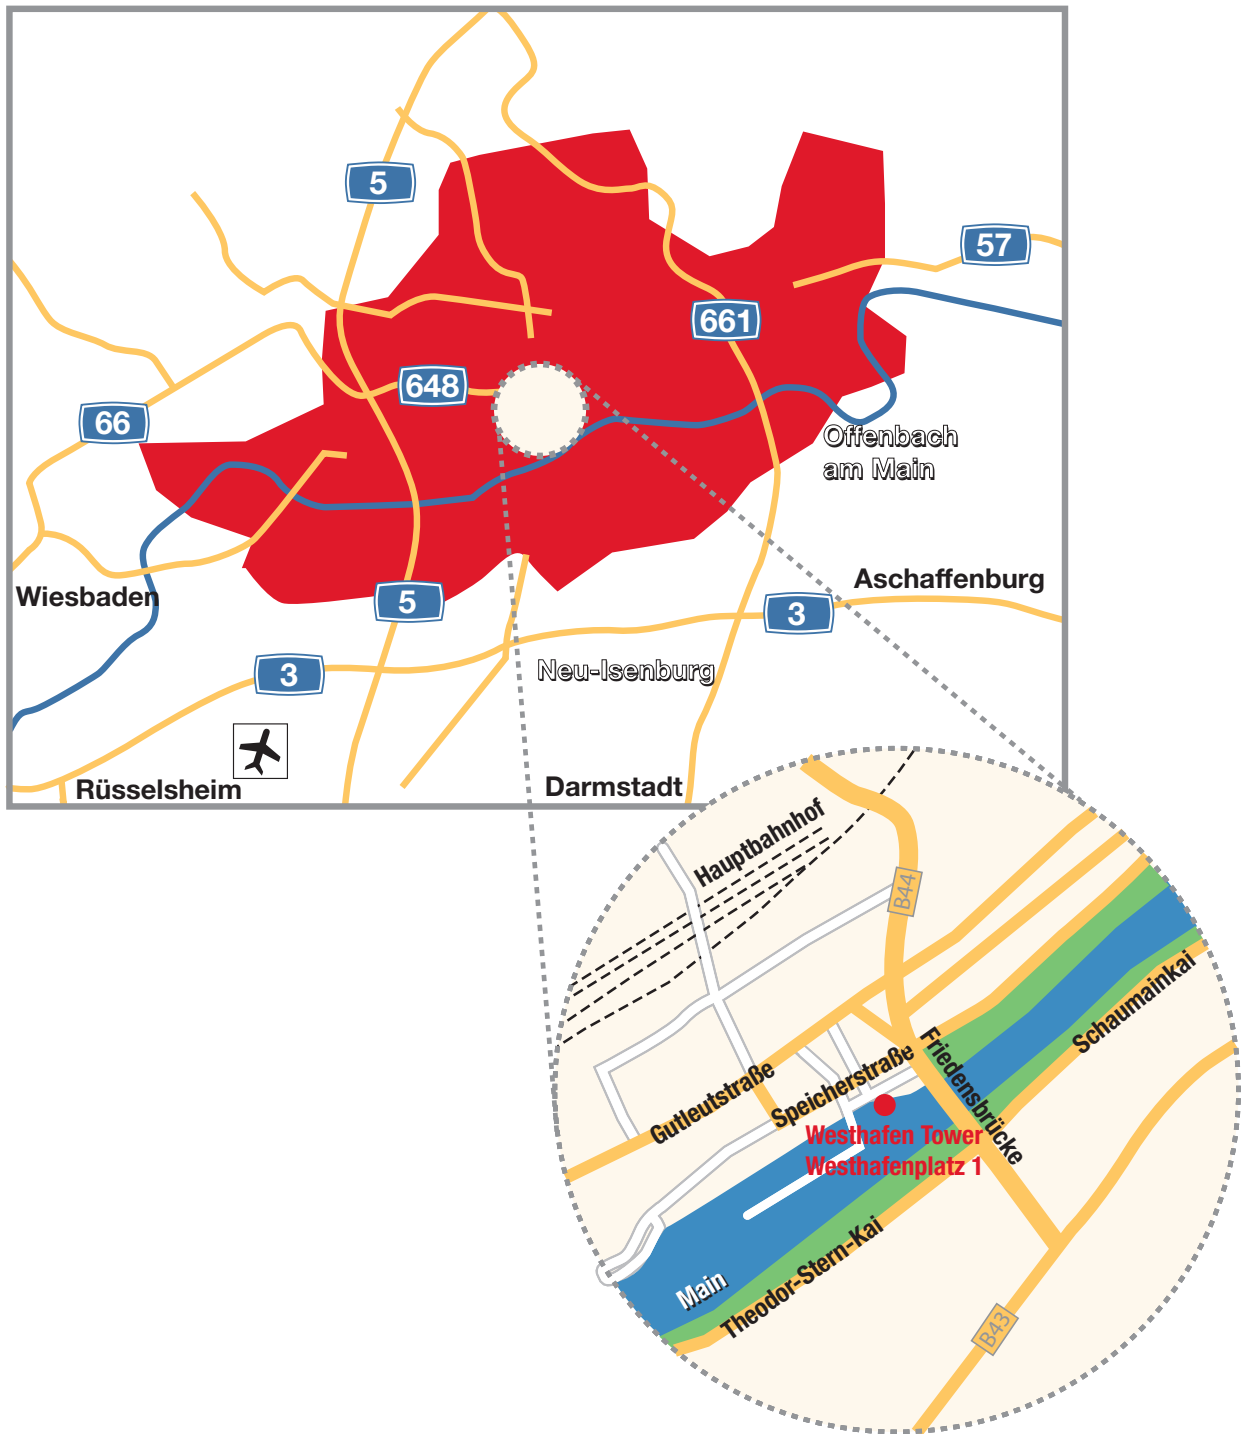 5
57
661
648
66
Offenbach
am Main
Wiesbaden
Aschaffenburg
5
3
3
Neu-Isenburg
Rüsselsheim
Darmstadt
Hauptbahnhof
B44
Schaumainkai
Friedensbrücke
Gutleutstraße
Speicherstraße
Westhafen Tower
Westhafenplatz 1
Main
Theodor-Stern-Kai
B43